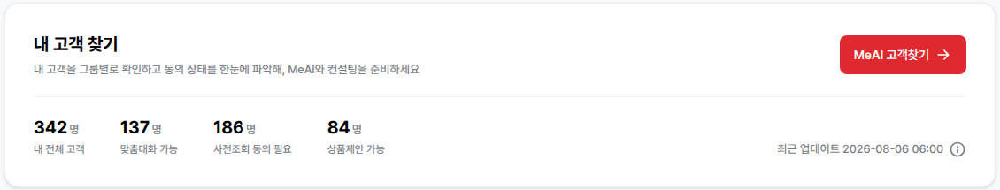 내 고객 찾기
내 고객을 그룹별로 확인하고 동의 상태를 한눈에 파악해, MeAI와 컨설팅을 준비하세요
MeAI 고객찾기 →
342 명
내 전체 고객
137 명
맞춤대화 가능
186 명
사전조회 동의 필요
84 명
상품제안 가능
최근 업데이트 2026-08-06 06:00